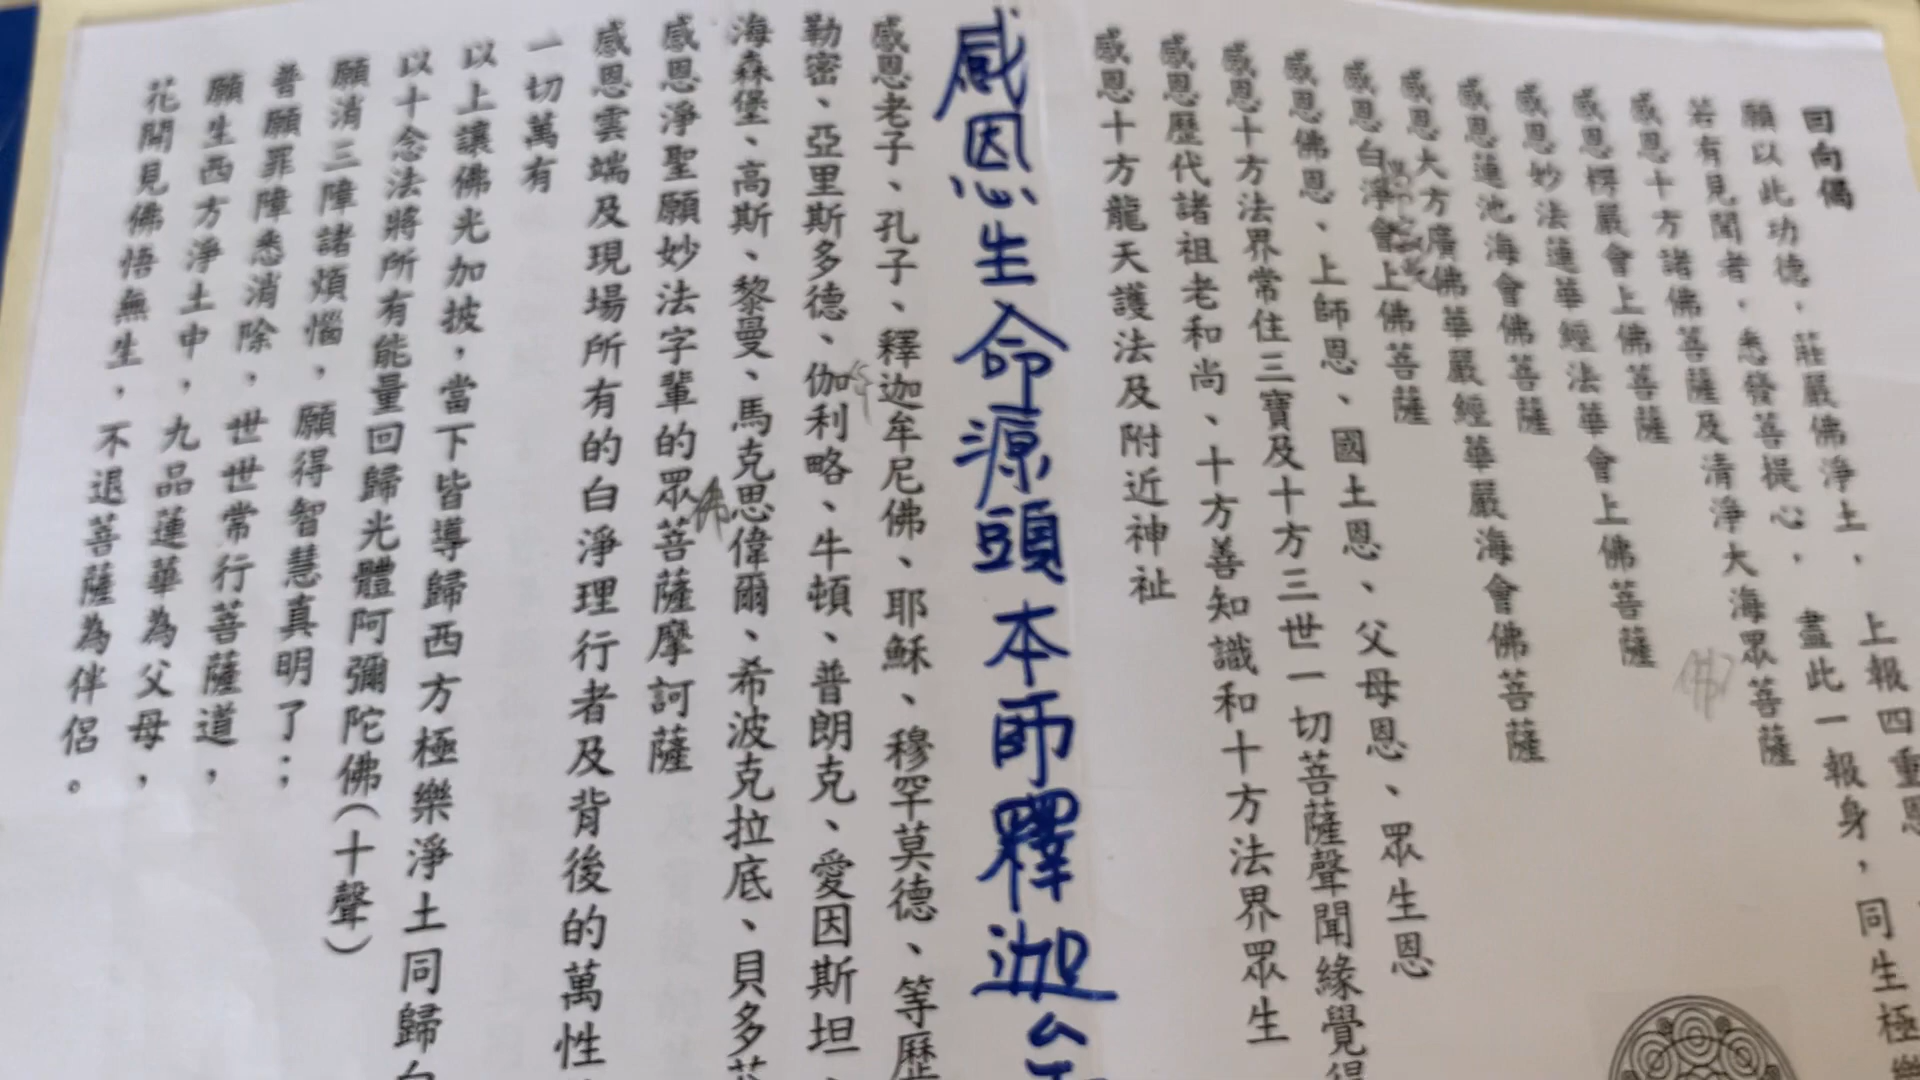 回向偈
願以此功德，莊嚴佛淨土，上報四重恩
若有見聞者，悉發菩提心，盡此一報身，同生極樂
感恩十方諸佛菩薩及清淨大海眾菩薩
佛
感恩楞嚴會上佛菩薩
感恩妙法蓮華經法華會上佛菩薩
感恩蓮池海會佛菩薩
感恩大方廣佛華嚴經華嚴海會佛菩薩
感恩白淨會上佛菩薩
感恩佛恩、上師恩、國土恩、父母恩、眾生恩
感恩十方法界常住三寶及十方三世一切菩薩聲聞緣覺得
感恩歷代諸祖老和尚、十方善知識和十方法界眾生
感恩十方龍天護法及附近神祉
感恩生命源頭本師釋迦牟
感恩老子、孔子、釋迦牟尼佛、耶穌、穆罕莫德、等歷
勒密、亞里斯多德、伽利略、牛頓、普朗克、愛因斯坦、
海森堡、高斯、黎曼、馬克思偉爾、希波克拉底、貝多芬
感恩淨聖願妙法字輩的眾菩薩摩訶薩
佛
感恩雲端及現場所有的白淨理行者及背後的萬性
一切萬有
以上讓佛光加披，當下皆導歸西方極樂淨土同歸白
以十念法將所有能量回歸光體阿彌陀佛（十聲）
願消三障諸煩惱，願得智慧真明了；
普願罪障悉消除，世世常行菩薩道，
願生西方淨土中，九品蓮華為父母，
花開見佛悟無生，不退菩薩為伴侶。